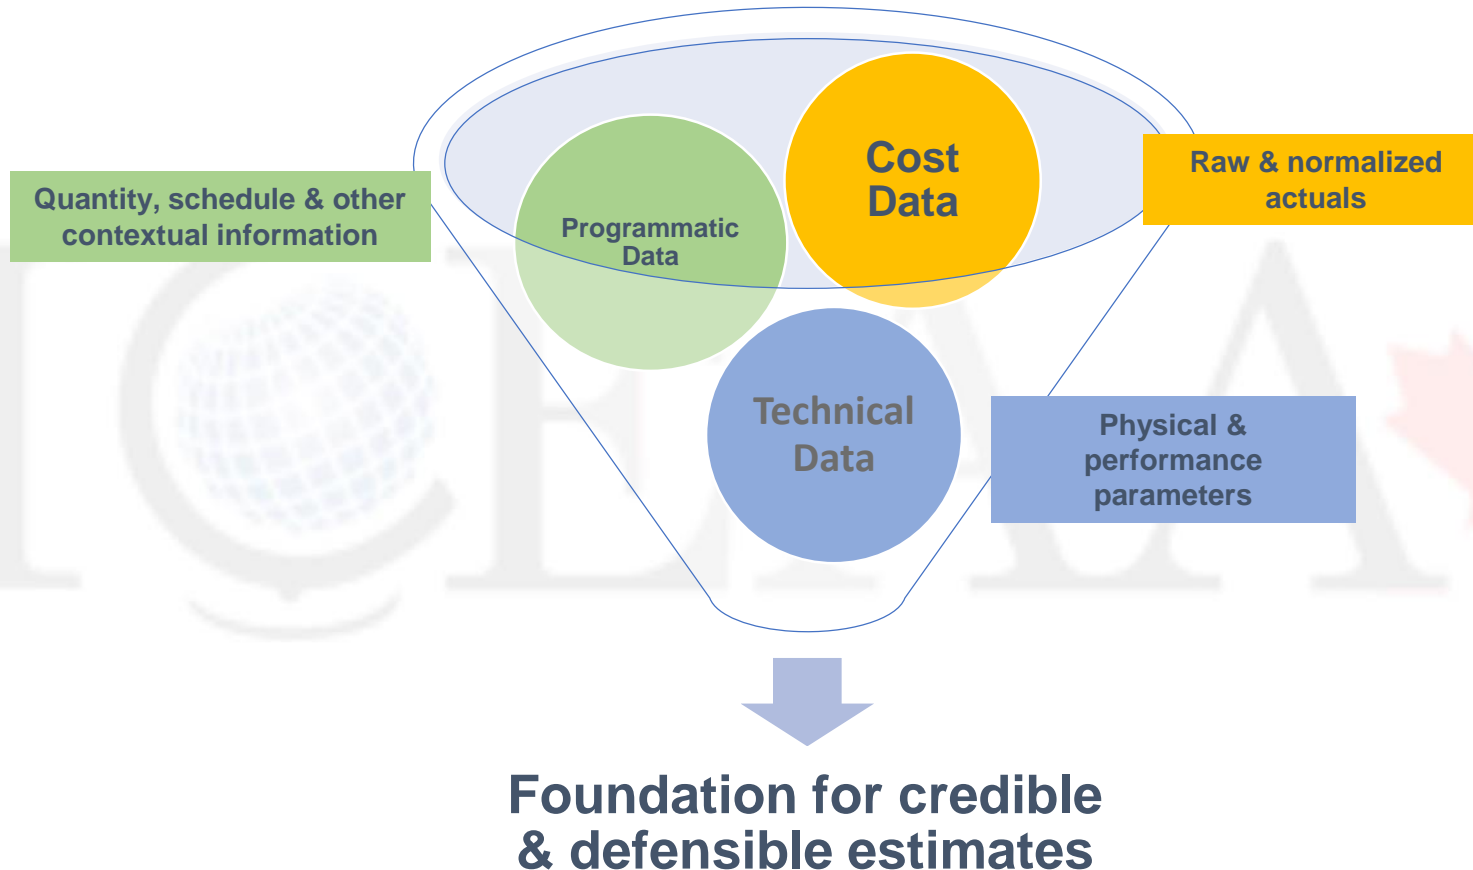 Cost
Data
Raw & normalized
actuals
Quantity, schedule & other
contextual information
Programmatic
Data
Technical
Data
Physical &
performance
parameters
Foundation for credible
& defensible estimates
ICEAA